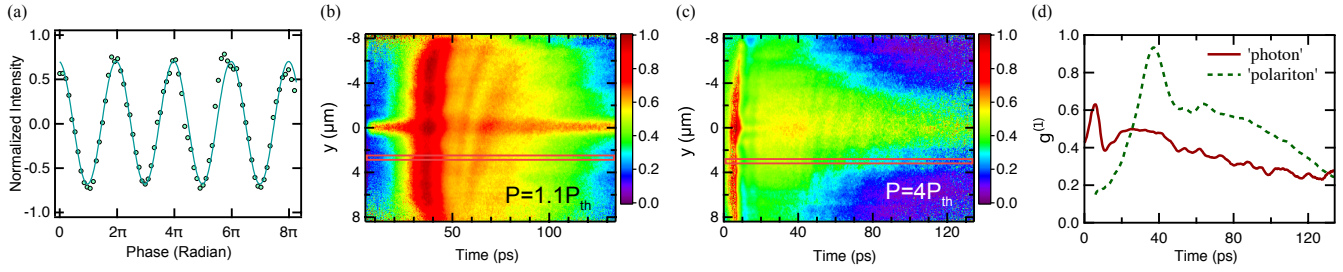 (a)
Normalized Intensity
1.0
0.5
0.0
-0.5
-1.0
0
2π
4π
6π
8π
Phase (Radian)
(b)
y (µm)
-8
-4
0
4
8
P=1.1Pth
50
100
Time (ps)
1.0
0.8
0.6
0.4
0.2
0.0
(c)
y (µm)
-8
-4
0
4
8
P=4Pth
0
40
80
120
Time (ps)
1.0
0.8
0.6
0.4
0.2
0.0
(d)
g(1)
1.0
0.8
0.6
0.4
0.2
0.0
'photon'
'polariton'
0
40
80
120
Time (ps)